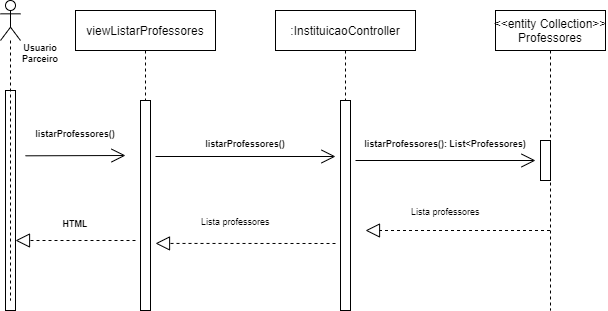 viewListarProfessores
:InstituicaoController
<<entity Collection>>
Professores
Usuario
Parceiro
listarProfessores()
listarProfessores()
listarProfessores(): List<Professores)
HTML
Lista professores
Lista professores